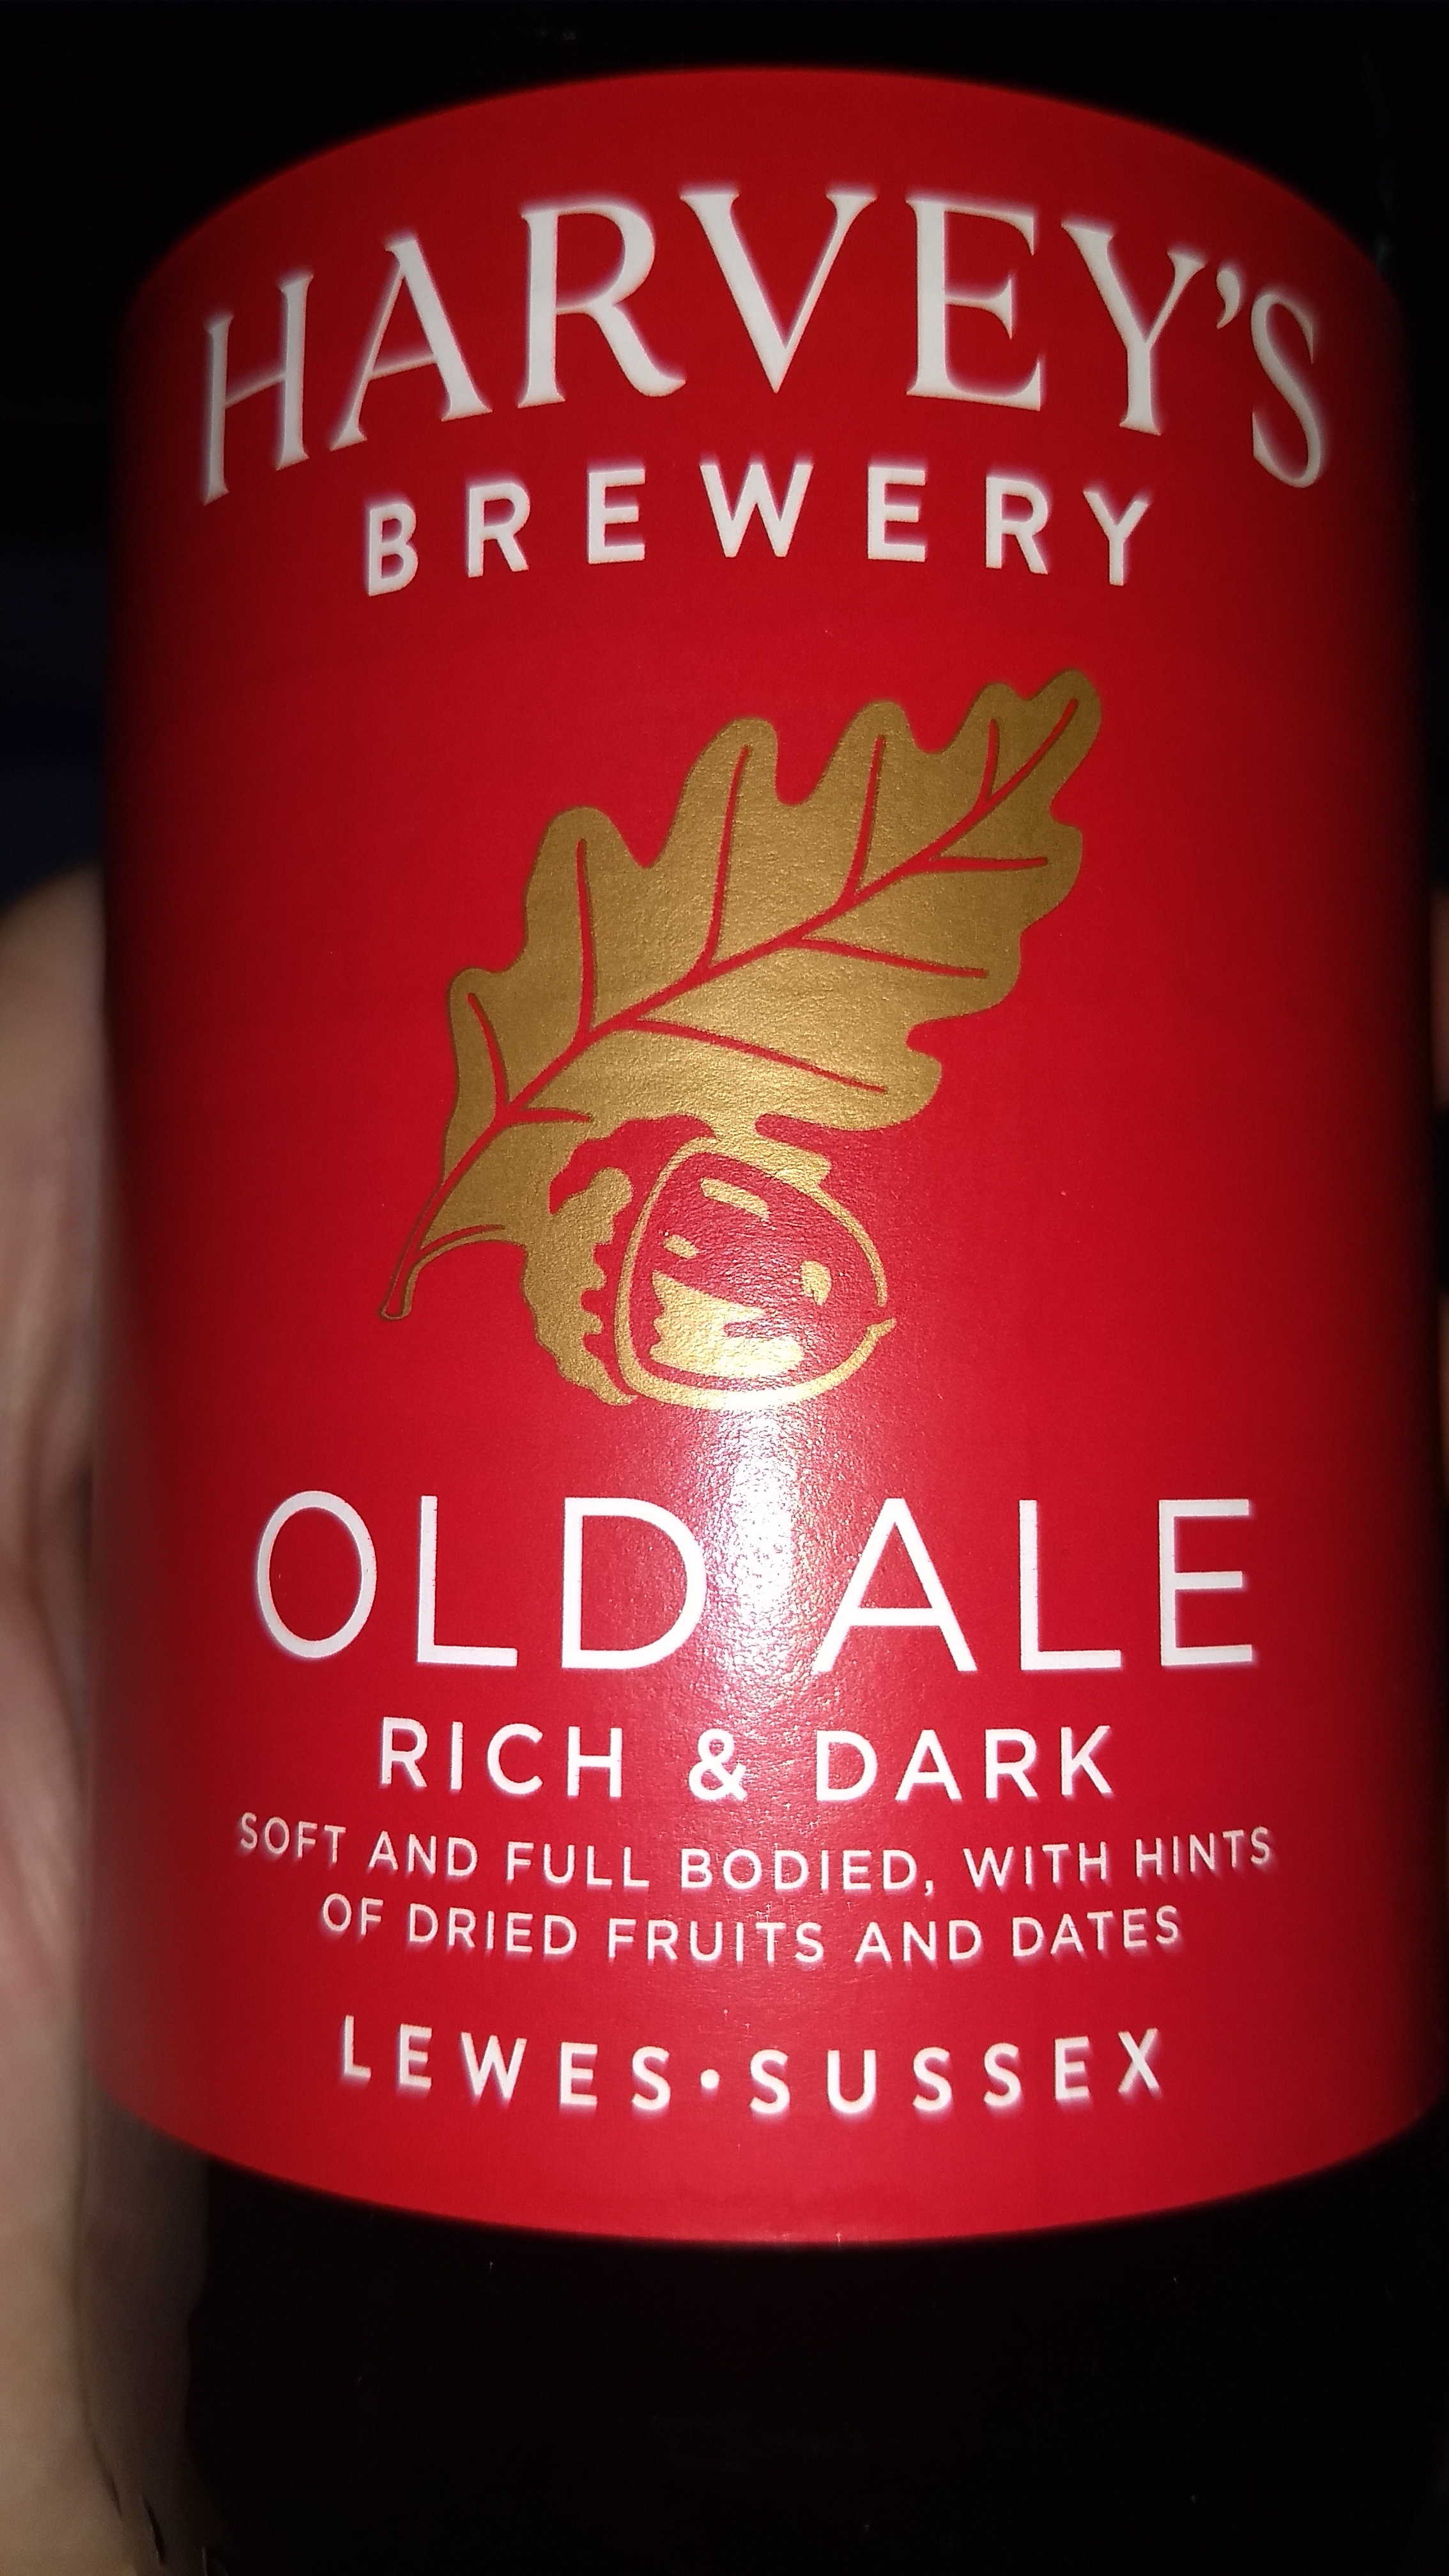 HARVEY'S
BREWERY
OLD ALE
RICH & DARK
SOFT AND FULL BODIED, WITH HINTS
OF DRIED FRUITS AND DATES
LEWES•SUSSEX